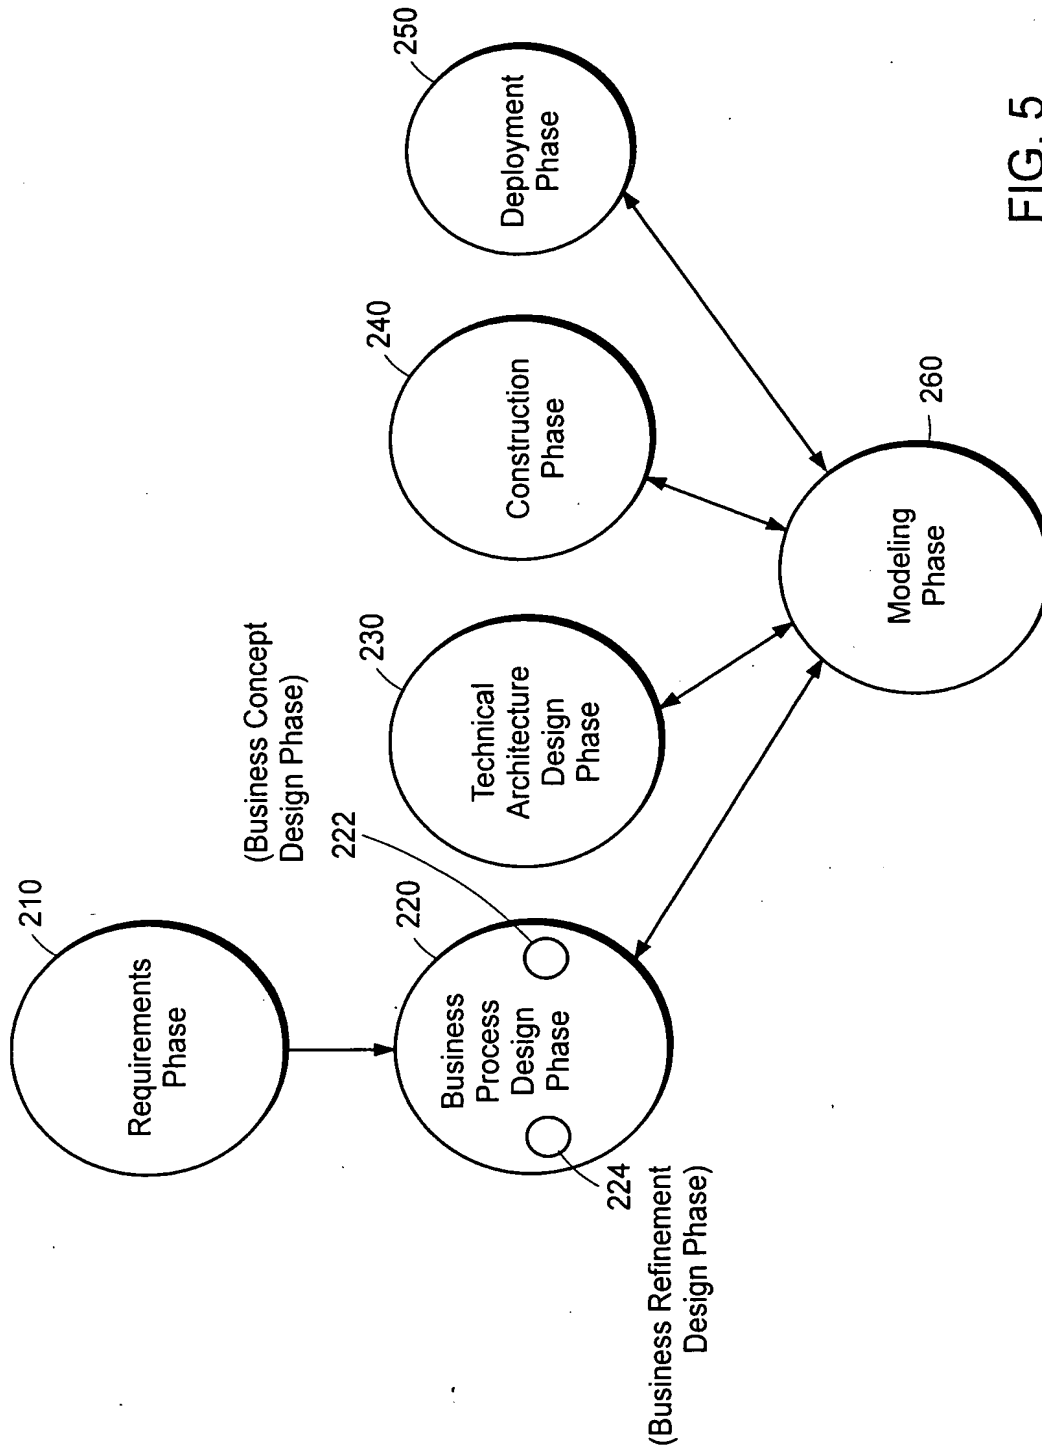 210
Requirements
Phase
220
Business
Process
Design
Phase
(Business Concept
Design Phase)
222
224
(Business Refinement
Design Phase)
230
Technical
Architecture
Design
Phase
240
Construction
Phase
250
Deployment
Phase
Modeling
Phase
260
FIG. 5